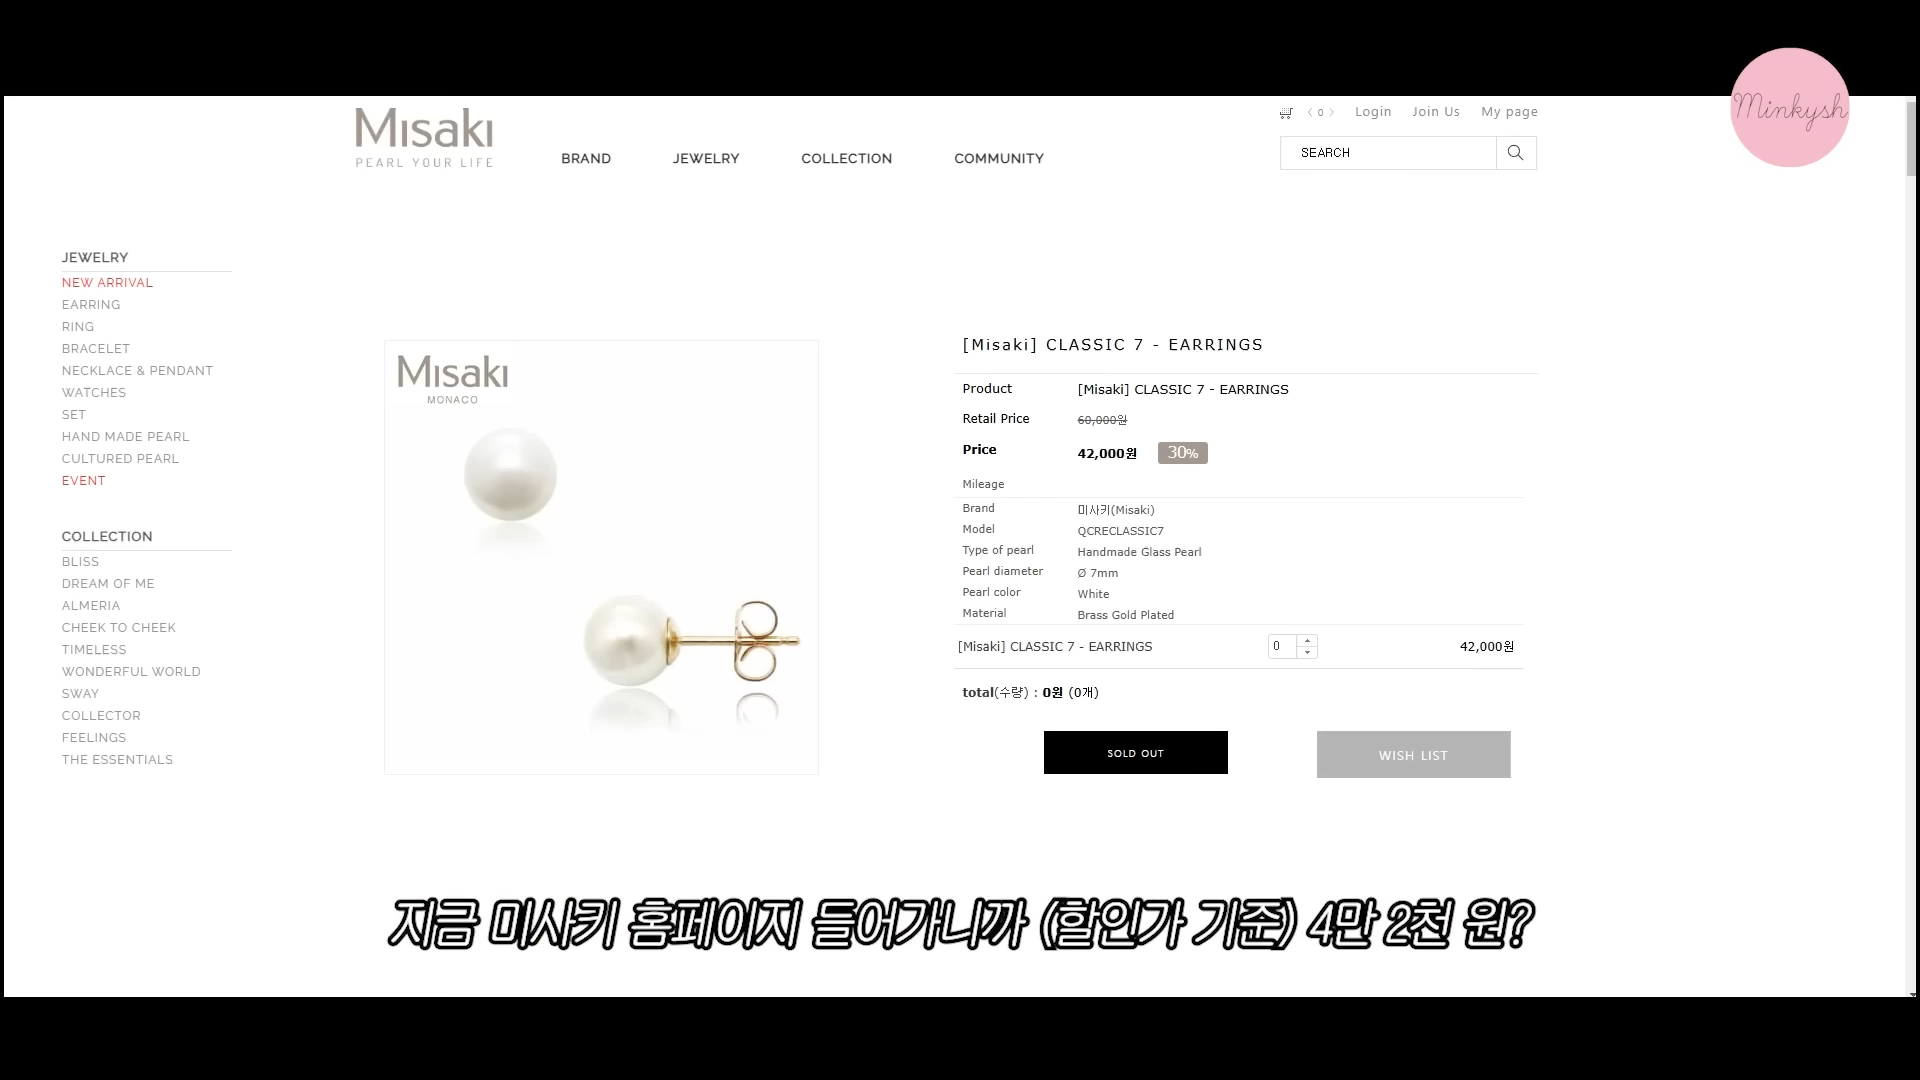 Minkysh
Misaki
PEARL YOUR LIFE
BRAND JEWELRY COLLECTION COMMUNITY
< 0 > Login Join Us My page
SEARCH
JEWELRY
NEW ARRIVAL
EARRING
RING
BRACELET
NECKLACE & PENDANT
WATCHES
SET
HAND MADE PEARL
CULTURED PEARL
EVENT
COLLECTION
BLISS
DREAM OF ME
ALMERIA
CHEEK TO CHEEK
TIMELESS
WONDERFUL WORLD
SWAY
COLLECTOR
FEELINGS
THE ESSENTIALS
Misaki
MONACO
[Misaki] CLASSIC 7 - EARRINGS
Product [Misaki] CLASSIC 7 - EARRINGS
Retail Price 60,000원
Price 42,000원 30%
Mileage
Brand 미사키(Misaki)
Model QCRECLASSIC7
Type of pearl Handmade Glass Pearl
Pearl diameter Ø 7mm
Pearl color White
Material Brass Gold Plated
[Misaki] CLASSIC 7 - EARRINGS 0 42,000원
total(수량) : 0원 (0개)
SOLD OUT WISH LIST
지금 미사키 홈페이지 들어가니까 (할인가 기준) 4만 2천 원?